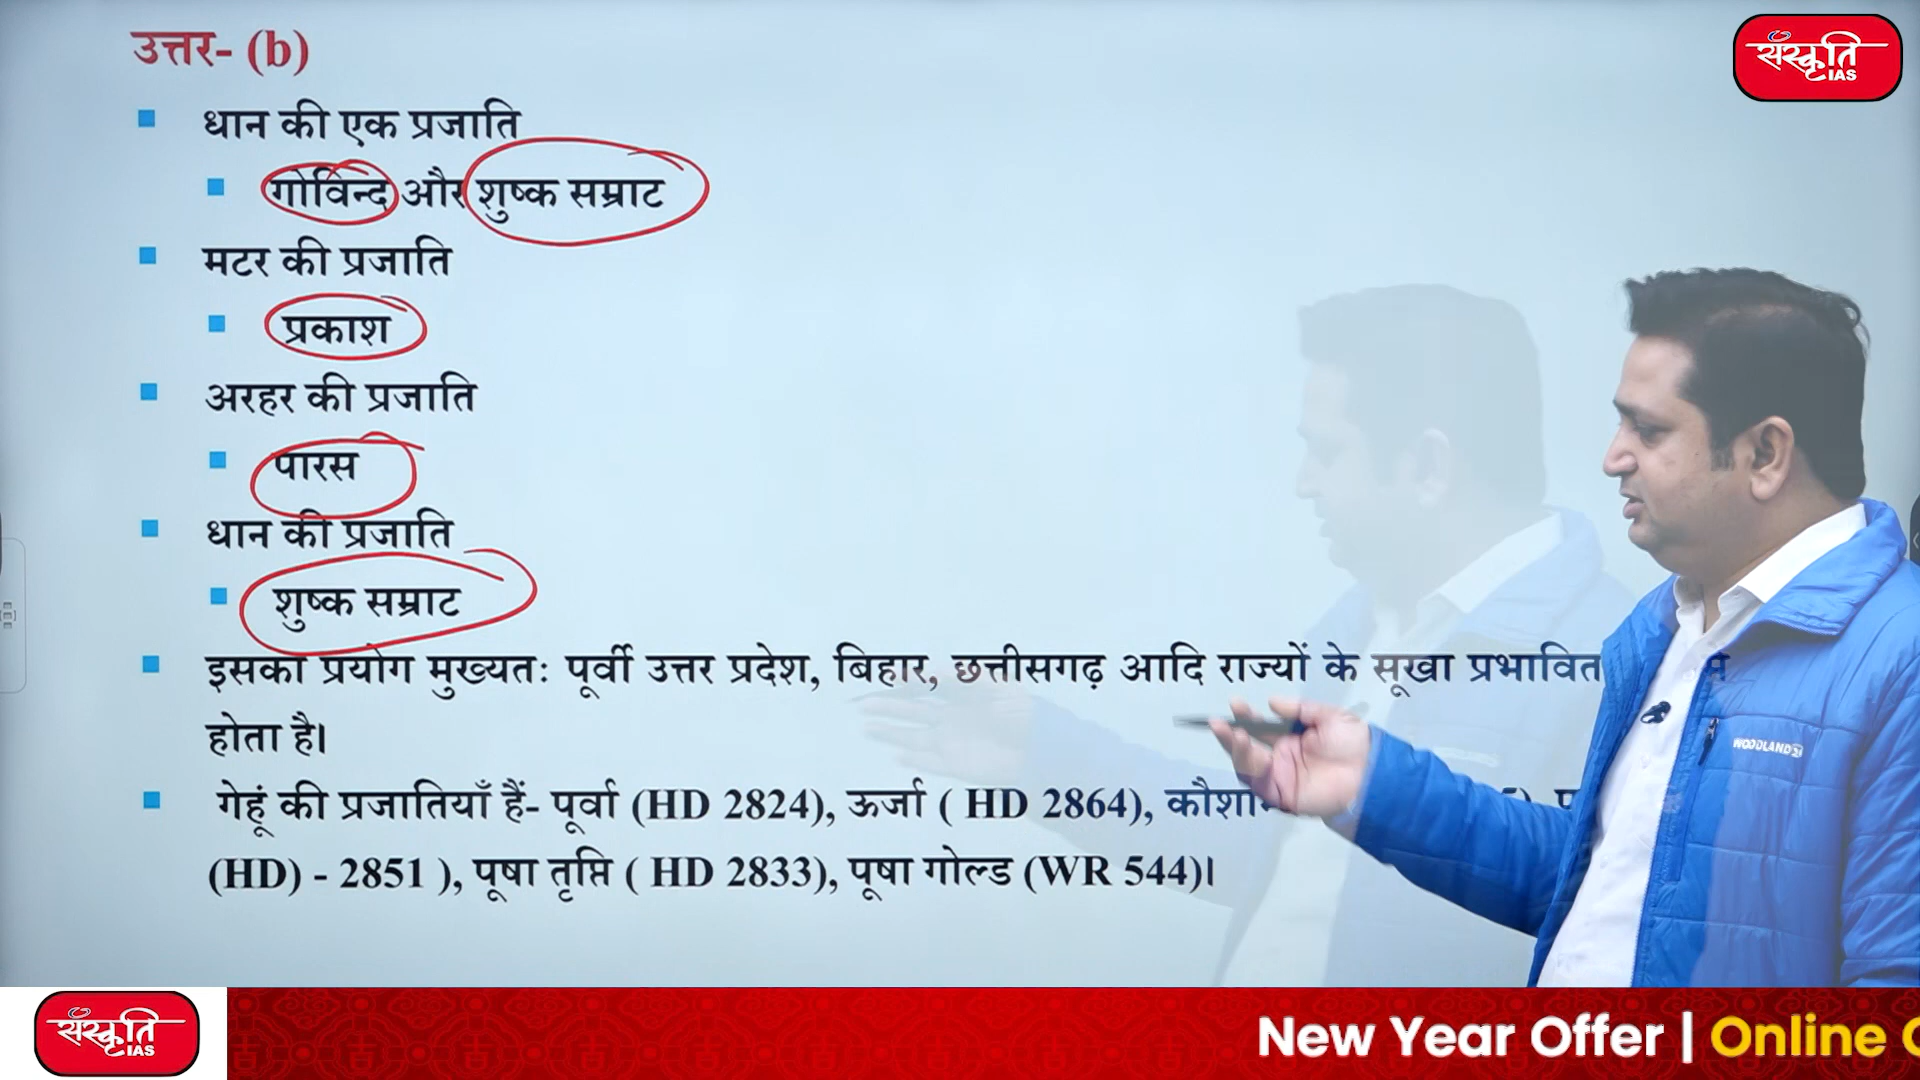 उत्तर- (b)
संस्कृति
IAS
धान की एक प्रजाति
गोविन्द और शुष्क सम्राट
मटर की प्रजाति
प्रकाश
अरहर की प्रजाति
पारस
धान की प्रजाति
शुष्क सम्राट
इसका प्रयोग मुख्यतः पूर्वी उत्तर प्रदेश, बिहार, छत्तीसगढ़ आदि राज्यों के सूखा प्रभावित
होता है।
WOODLAND
गेहूं की प्रजातियाँ हैं- पूर्वा (HD 2824), ऊर्जा ( HD 2864),
(HD) - 2851 ), पूषा तृप्ति ( HD 2833), पूषा गोल्ड (WR 544)।
संस्कृति
IAS
New Year Offer | Online